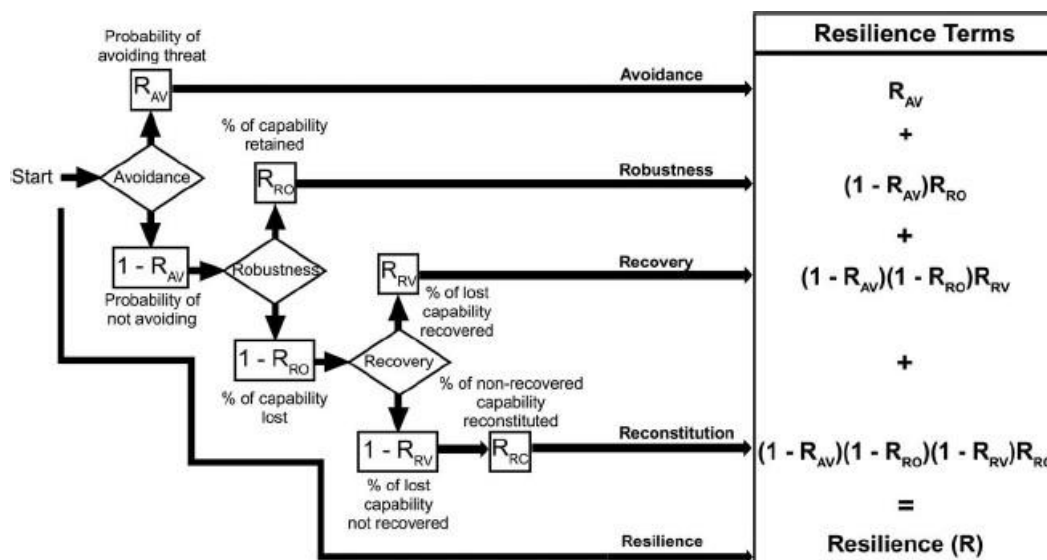 Probability of
avoiding threat
R_AV
Avoidance
% of capability
retained
Start
Avoidance
R_RO
Robustness
1 - R_AV
Probability of
not avoiding
Robustness
R_RV
Recovery
% of lost
capability
recovered
1 - R_RO
% of capability
lost
Recovery
% of non-recovered
capability
reconstituted
1 - R_RV
R_RC
Reconstitution
% of lost
capability
not recovered
Resilience
Resilience Terms
R_AV
+
(1 - R_AV)R_RO
+
(1 - R_AV)(1 - R_RO)R_RV
+
(1 - R_AV)(1 - R_RO)(1 - R_RV)R_RC
=
Resilience (R)